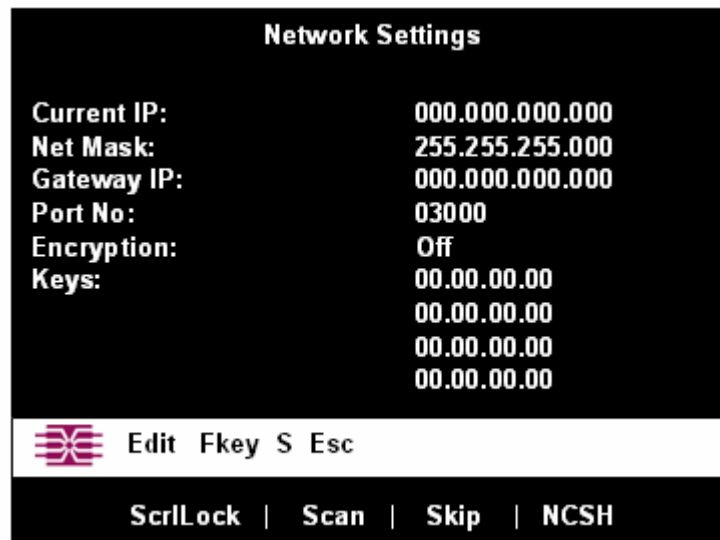 Network Settings
Current IP: 000.000.000.000
Net Mask: 255.255.255.000
Gateway IP: 000.000.000.000
Port No: 03000
Encryption: Off
Keys: 00.00.00.00
00.00.00.00
00.00.00.00
00.00.00.00
Edit Fkey S Esc
ScrlLock | Scan | Skip | NCSH